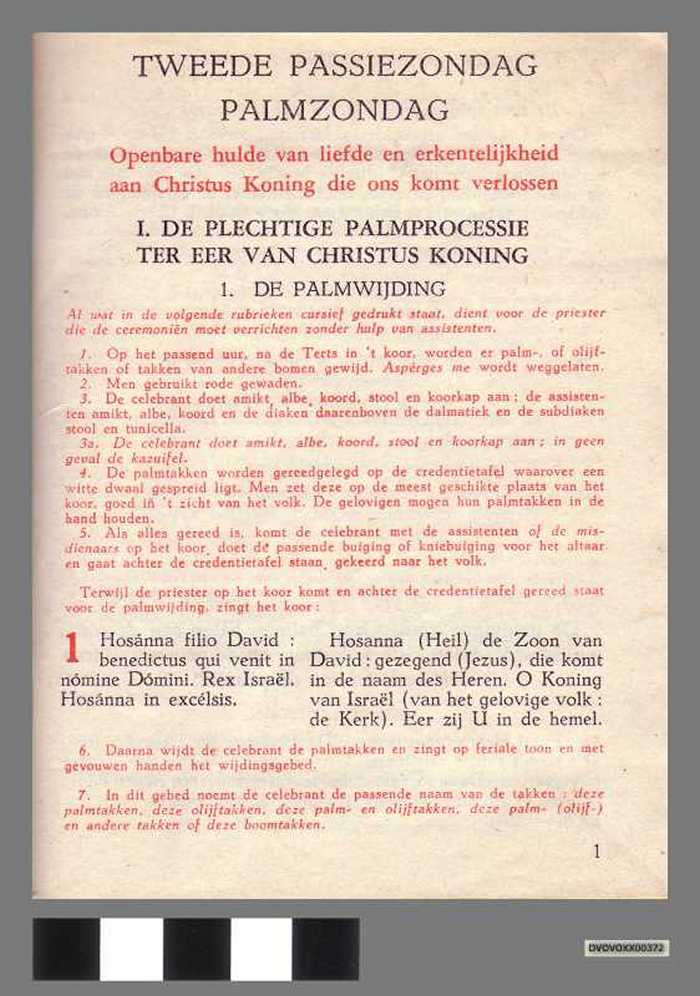 TWEEDE PASSIEZONDAG
PALMZONDAG
Openbare hulde van liefde en erkentelijkheid
aan Christus Koning die ons komt verlossen
I. DE PLECHTIGE PALMPROCESSIE
TER EER VAN CHRISTUS KONING
1. DE PALMWIJDING
Al wat in de volgende rubrieken cursief gedrukt staat, dient voor de priester
die de ceremoniën moet verrichten zonder hulp van assistenten.
1. Op het passend uur, na de Terts in 't koor, worden er palm-, of olijf-
takken of takken van andere bomen gewijd. Aspérges me wordt weggelaten.
2. Men gebruikt rode gewaden.
3. De celebrant doet amikt, albe, koord, stool en koorkap aan; de assisten-
ten amikt, albe, koord en de diaken daarenboven de dalmatiek en de subdiaken
stool en tunicella.
3a. De celebrant doet amikt, albe, koord, stool en koorkap aan; in geen
geval de kazuifel.
4. De palmtakken worden gereedgelegd op de credentietafel waarover een
witte dwaal gespreid ligt. Men zet deze op de meest geschikte plaats van het
koor, goed in 't zicht van het volk. De gelovigen mogen hun palmtakken in de
hand houden.
5. Als alles gereed is, komt de celebrant met de assistenten of de mis-
dienaars op het koor, doet de passende buiging of kniebuiging voor het altaar
en gaat achter de credentietafel staan, gekeerd naar het volk.
Terwijl de priester op het koor komt en achter de credentietafel gereed staat
voor de palmwijding, zingt het koor:
1 Hosánna filio David :
benedictus qui venit in
nómine Dómini. Rex Israël.
Hosánna in excélsis.
Hosanna (Heil) de Zoon van
David : gezegend (Jezus), die komt
in de naam des Heren. O Koning
van Israël (van het gelovige volk :
de Kerk). Eer zij U in de hemel.
6. Daarna wijdt de celebrant de palmtakken en zingt op feriale toon en met
gevouwen handen het wijdingsgebed.
7. In dit gebed noemt de celebrant de passende naam van de takken : deze
palmtakken, deze olijftakken, deze palm- en olijftakken, deze palm- (olijf-)
en andere takken of deze boomtakken.
1
DVDVOXX00372